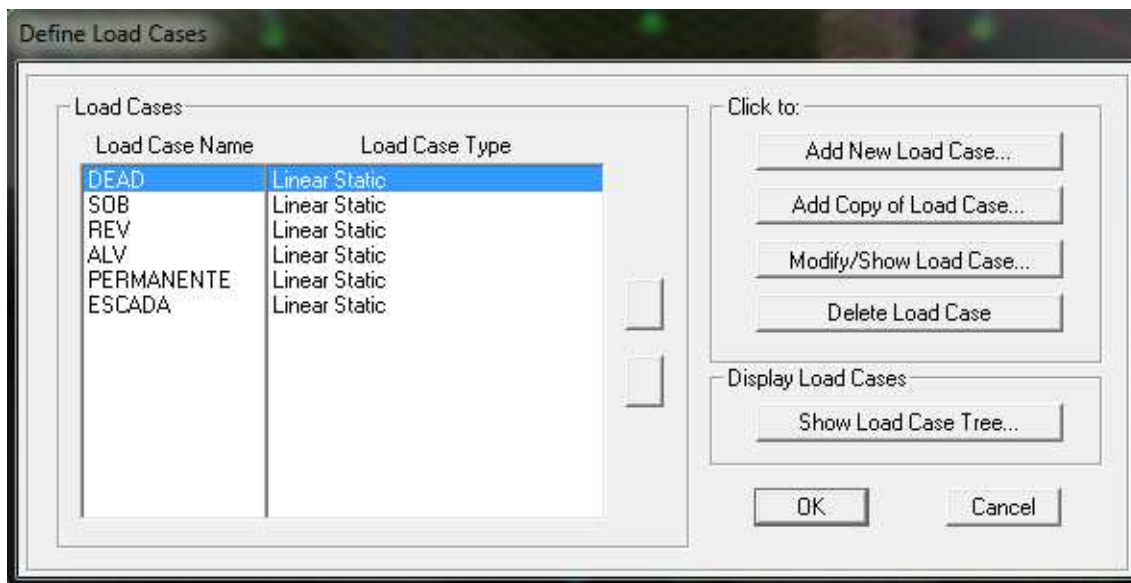 Define Load Cases
Load Cases
Load Case Name Load Case Type
DEAD Linear Static
SOB Linear Static
REV Linear Static
ALV Linear Static
PERMANENTE Linear Static
ESCADA Linear Static
Click to:
Add New Load Case...
Add Copy of Load Case...
Modify/Show Load Case...
Delete Load Case
Display Load Cases
Show Load Case Tree...
OK Cancel